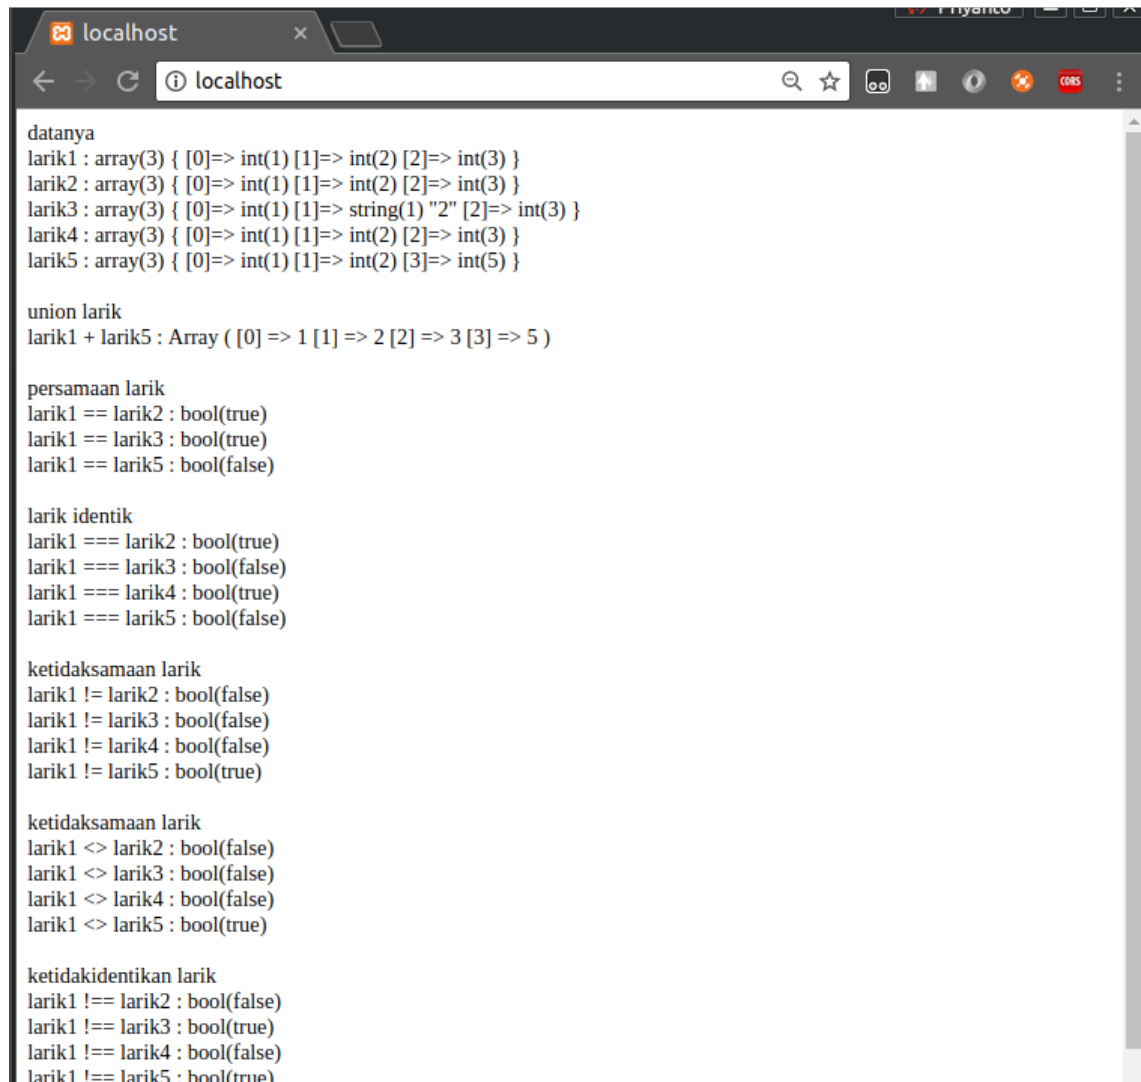 Priyanto
localhost
localhost
CORS
datanya
larik1 : array(3) { [0]=> int(1) [1]=> int(2) [2]=> int(3) }
larik2 : array(3) { [0]=> int(1) [1]=> int(2) [2]=> int(3) }
larik3 : array(3) { [0]=> int(1) [1]=> string(1) "2" [2]=> int(3) }
larik4 : array(3) { [0]=> int(1) [1]=> int(2) [2]=> int(3) }
larik5 : array(3) { [0]=> int(1) [1]=> int(2) [3]=> int(5) }
union larik
larik1 + larik5 : Array ( [0] => 1 [1] => 2 [2] => 3 [3] => 5 )
persamaan larik
larik1 == larik2 : bool(true)
larik1 == larik3 : bool(true)
larik1 == larik5 : bool(false)
larik identik
larik1 === larik2 : bool(true)
larik1 === larik3 : bool(false)
larik1 === larik4 : bool(true)
larik1 === larik5 : bool(false)
ketidaksamaan larik
larik1 != larik2 : bool(false)
larik1 != larik3 : bool(false)
larik1 != larik4 : bool(false)
larik1 != larik5 : bool(true)
ketidaksamaan larik
larik1 <> larik2 : bool(false)
larik1 <> larik3 : bool(false)
larik1 <> larik4 : bool(false)
larik1 <> larik5 : bool(true)
ketidakidentikan larik
larik1 !== larik2 : bool(false)
larik1 !== larik3 : bool(true)
larik1 !== larik4 : bool(false)
larik1 !== larik5 : bool(true)